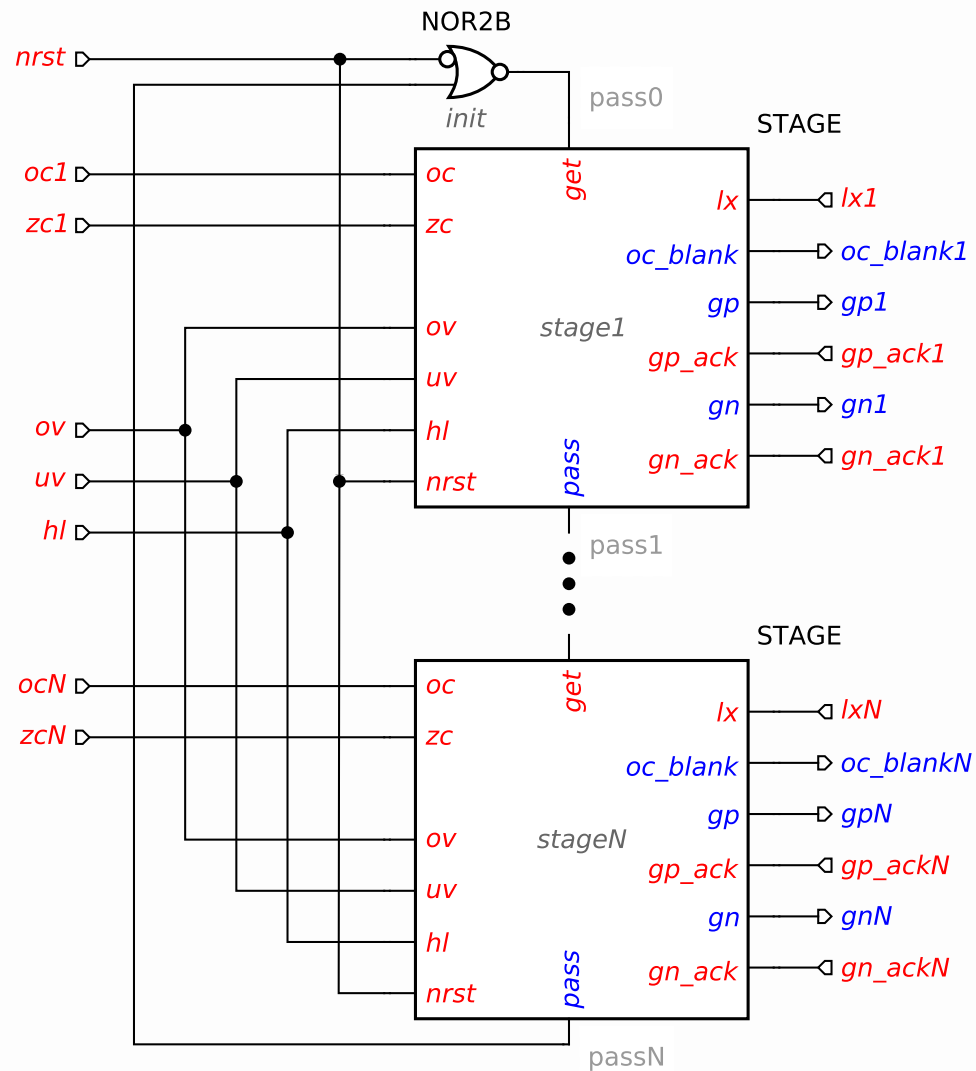 NOR2B
nrst
pass0
init
STAGE
oc1
oc
get
lx
lx1
zc1
zc
oc_blank
oc_blank1
gp
gp1
ov
stage1
gp_ack
gp_ack1
uv
gn
gn1
ov
hl
pass
gn_ack
gn_ack1
uv
nrst
hl
pass1
STAGE
ocN
oc
get
lx
lxN
zcN
zc
oc_blank
oc_blankN
gp
gpN
ov
stageN
gp_ack
gp_ackN
uv
gn
gnN
hl
pass
gn_ack
gn_ackN
nrst
passN